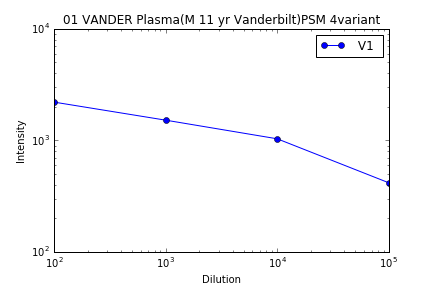 01 VANDER Plasma(M 11 yr Vanderbilt)PSM 4variant
V1
Intensity
10^4
10^3
10^2
10^2 10^3 10^4 10^5
Dilution